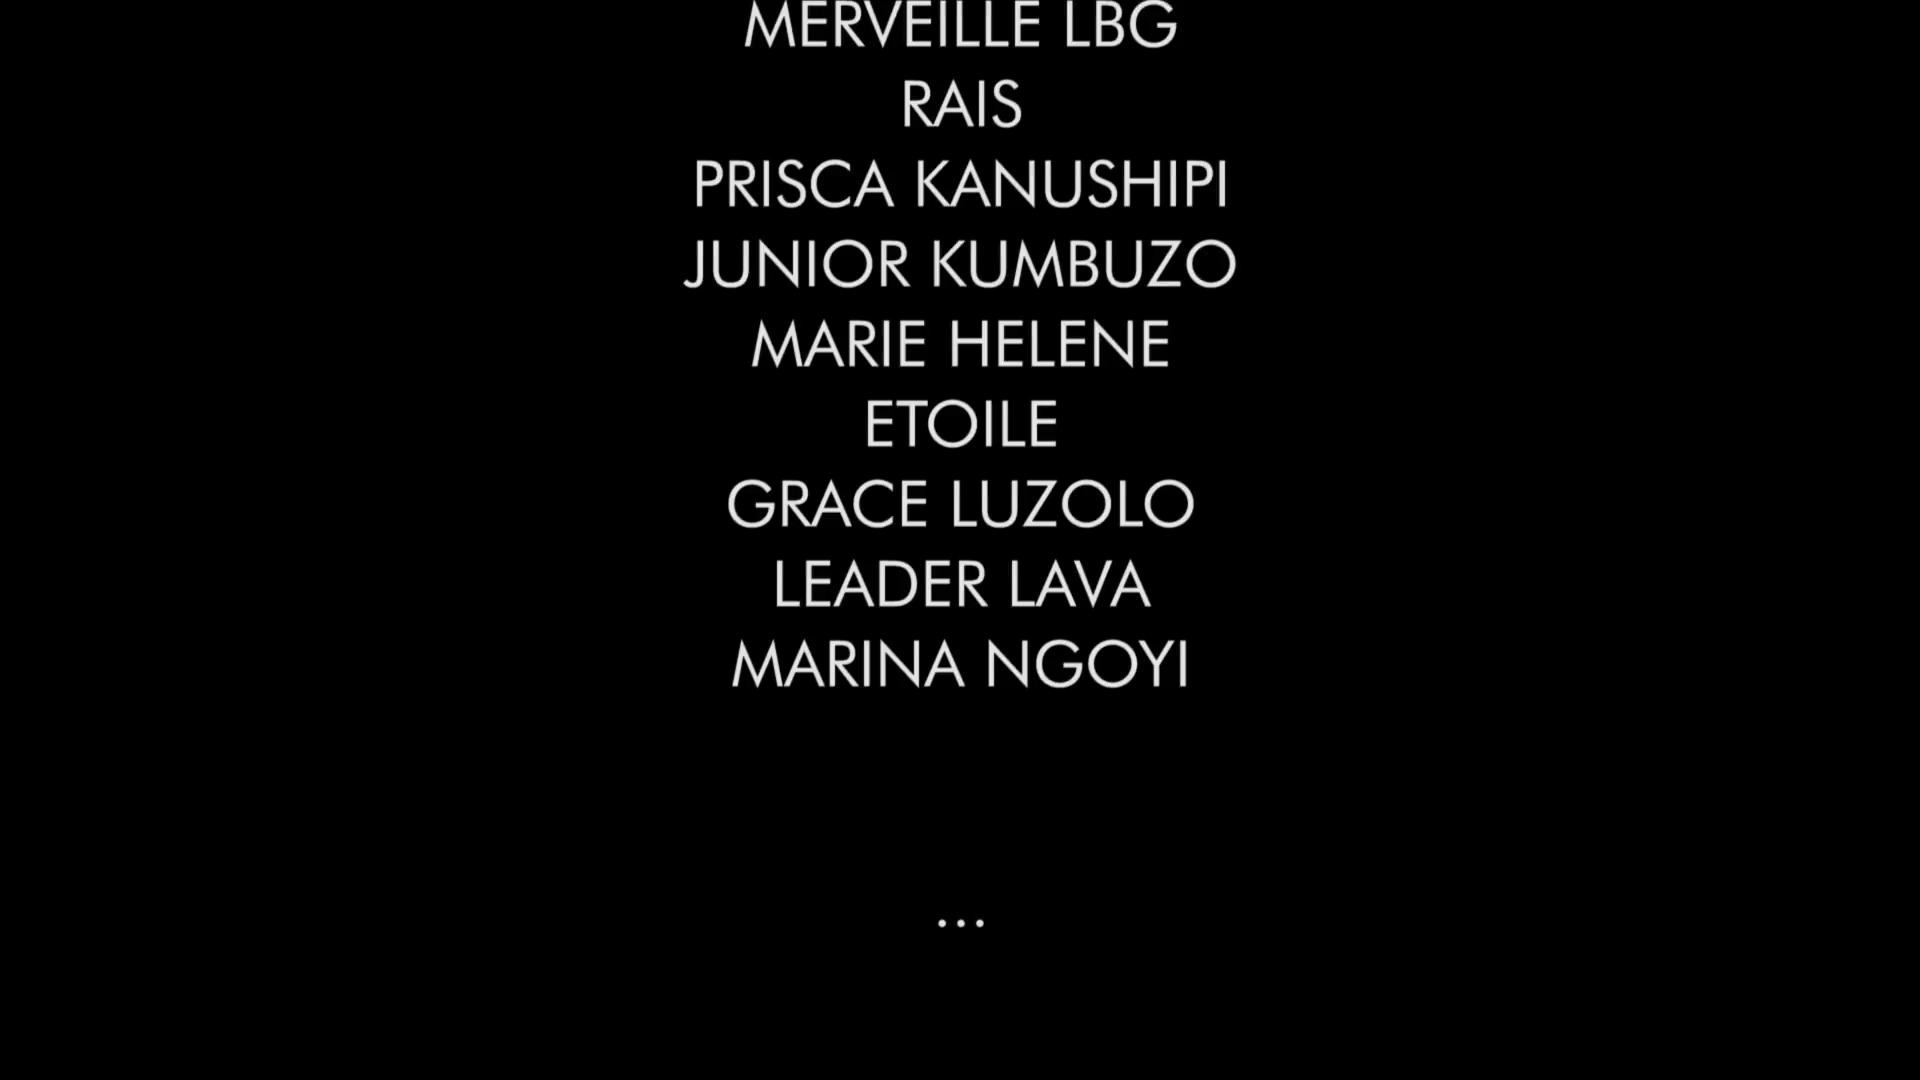 MERVEILLE LBG
RAIS
PRISCA KANUSHIPI
JUNIOR KUMBUZO
MARIE HELENE
ETOILE
GRACE LUZOLO
LEADER LAVA
MARINA NGOYI
...